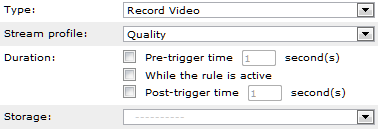 Type: Record Video
Stream profile: Quality
Duration: Pre-trigger time 1 second(s)
While the rule is active
Post-trigger time 1 second(s)
Storage: ----------